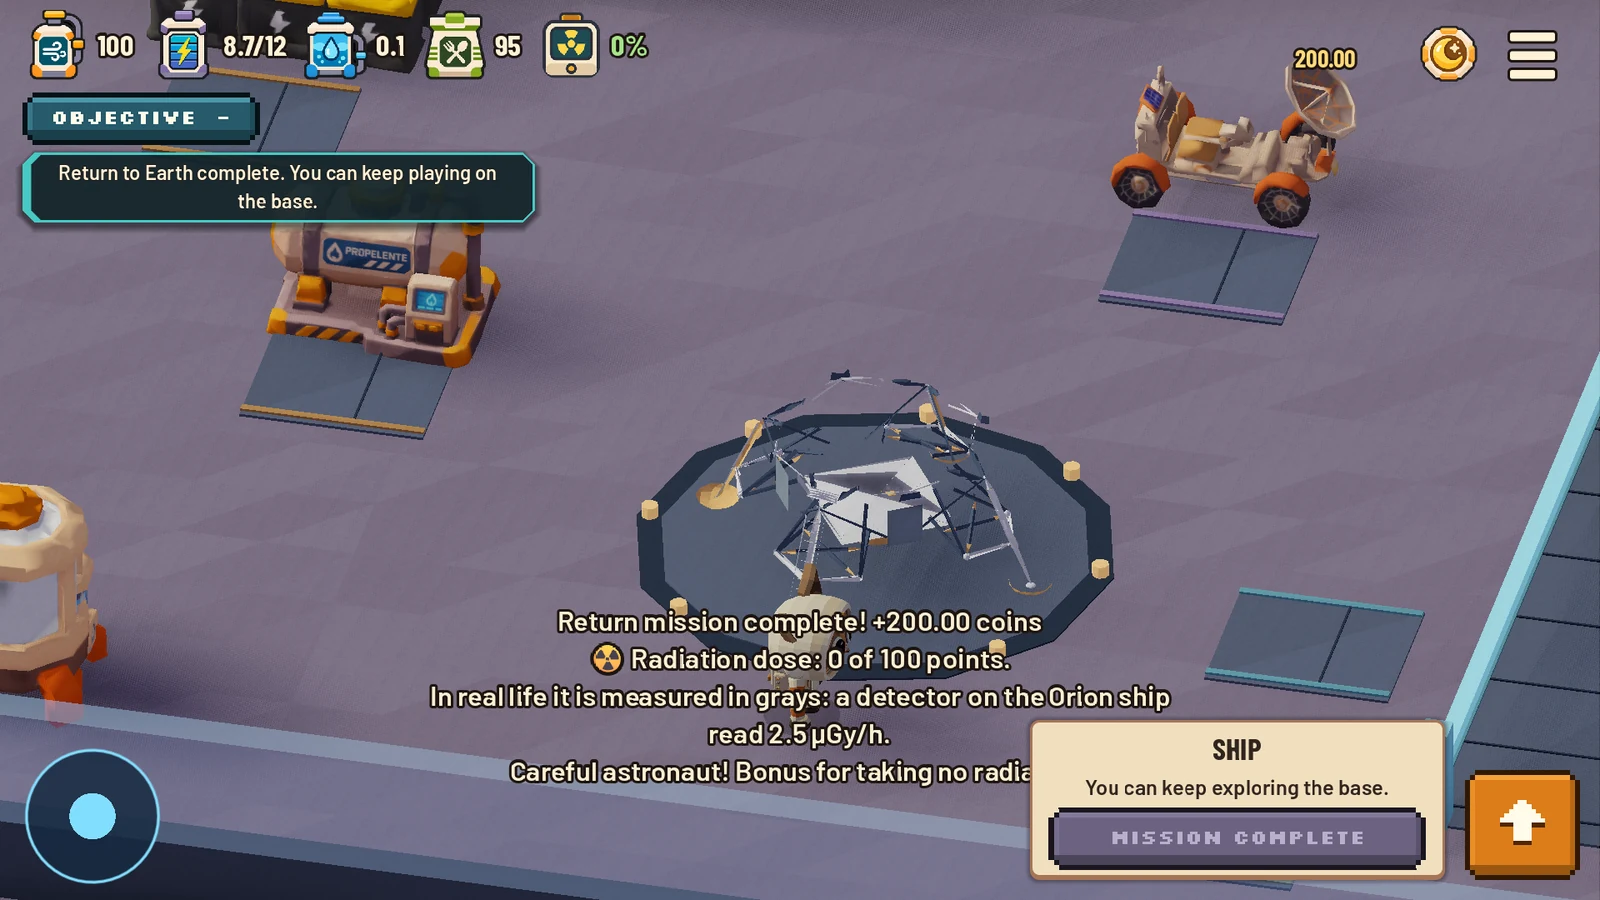 100
8.7/12
0.1
95
0%
200.00
OBJECTIVE -
Return to Earth complete. You can keep playing on
the base.
PROPELENTE
Return mission complete! +200.00 coins
Radiation dose: 0 of 100 points.
In real life it is measured in grays: a detector on the Orion ship
read 2.5 µGy/h.
Careful astronaut! Bonus for taking no radia
SHIP
You can keep exploring the base.
MISSION COMPLETE